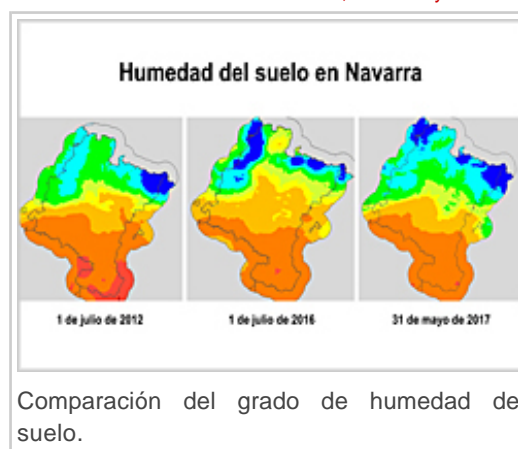 Humedad del suelo en Navarra
1 de julio de 2012 1 de julio de 2016 31 de mayo de 2017
Comparación del grado de humedad de
suelo.